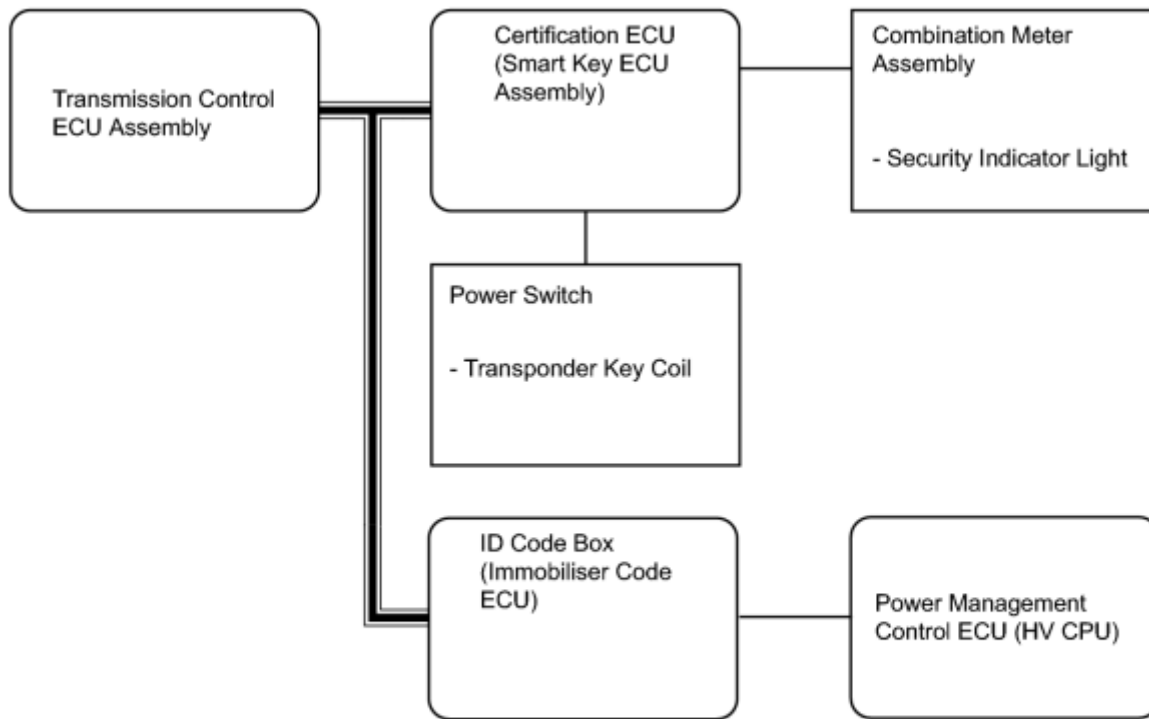 Transmission Control
ECU Assembly
Certification ECU
(Smart Key ECU
Assembly)
Combination Meter
Assembly
- Security Indicator Light
Power Switch
- Transponder Key Coil
ID Code Box
(Immobiliser Code
ECU)
Power Management
Control ECU (HV CPU)